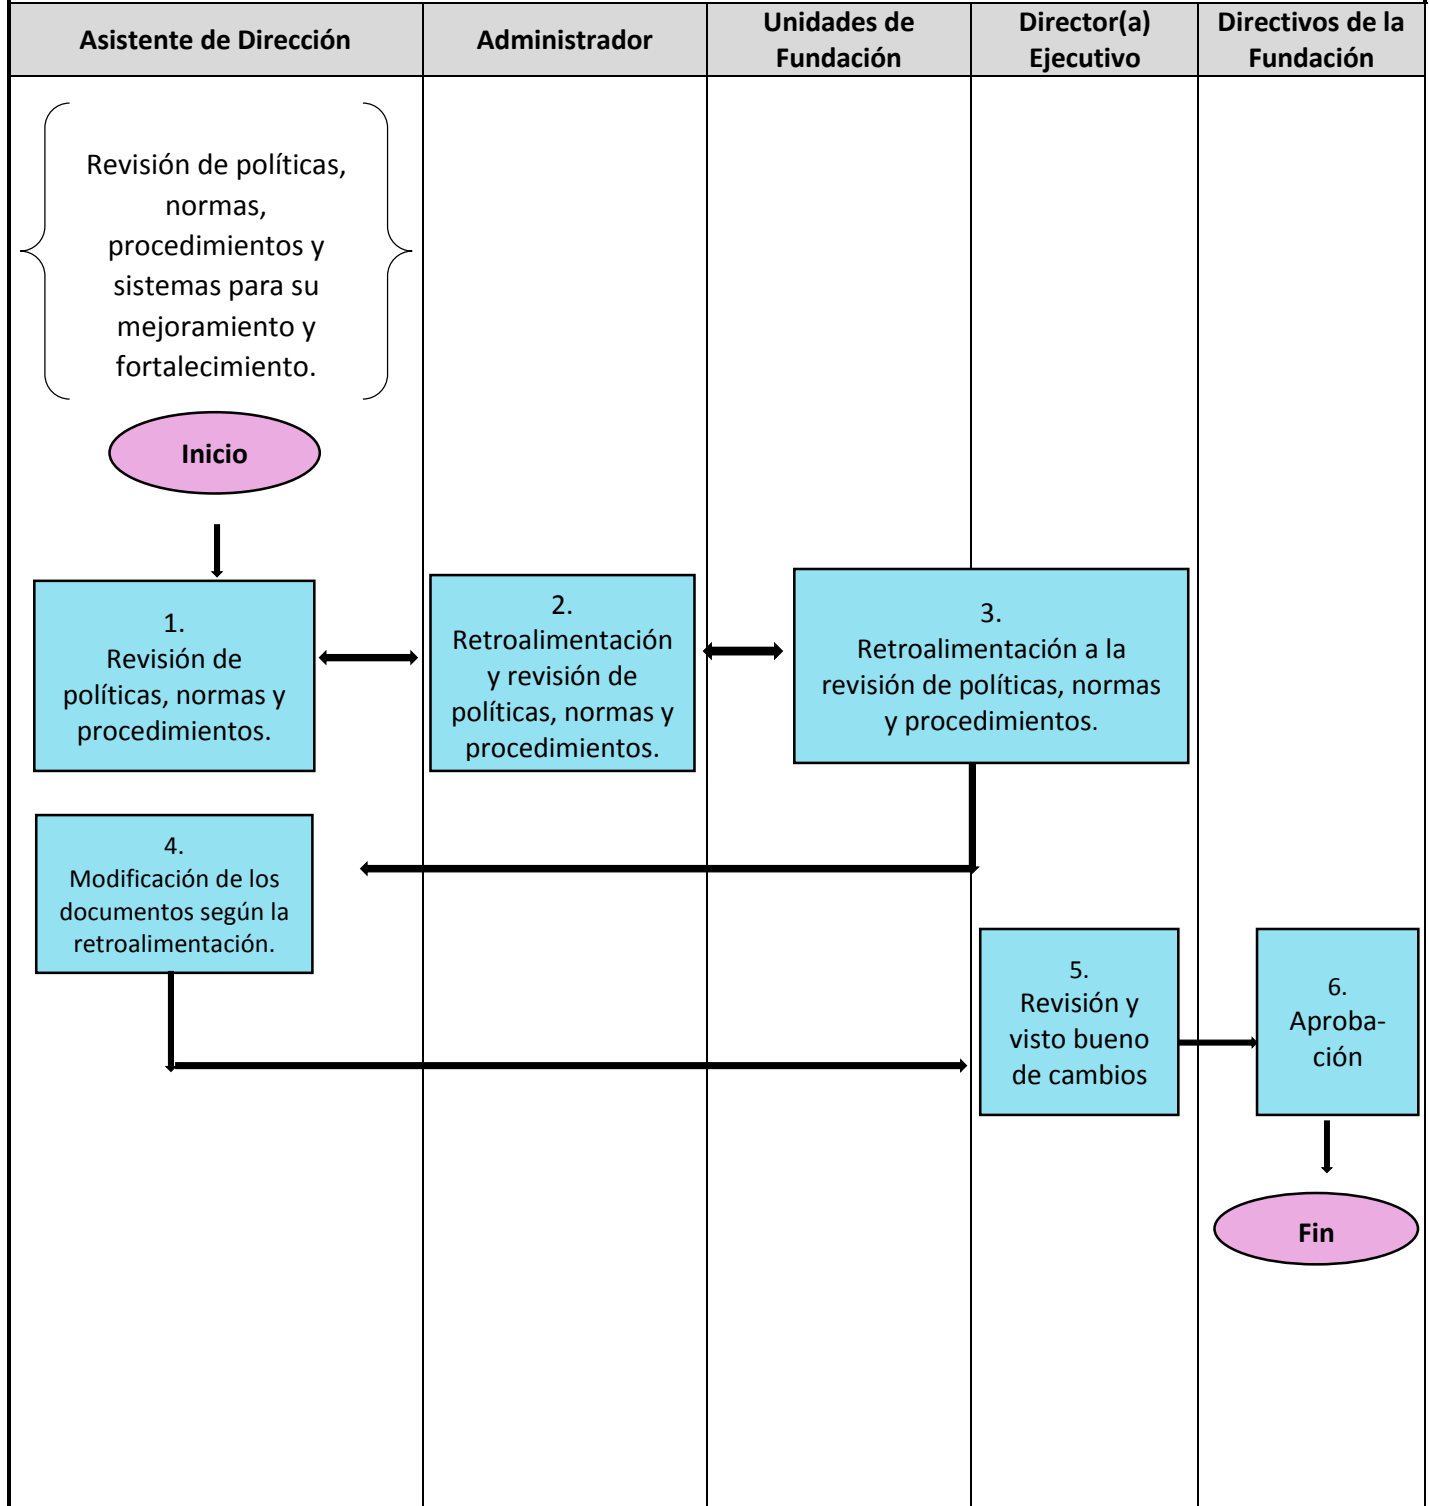 Asistente de Dirección
Administrador
Unidades de
Fundación
Director(a)
Ejecutivo
Directivos de la
Fundación
Revisión de políticas,
normas,
procedimientos y
sistemas para su
mejoramiento y
fortalecimiento.
Inicio
1.
Revisión de
políticas, normas y
procedimientos.
2.
Retroalimentación
y revisión de
políticas, normas y
procedimientos.
3.
Retroalimentación a la
revisión de políticas, normas
y procedimientos.
4.
Modificación de los
documentos según la
retroalimentación.
5.
Revisión y
visto bueno
de cambios
6.
Aproba-
ción
Fin